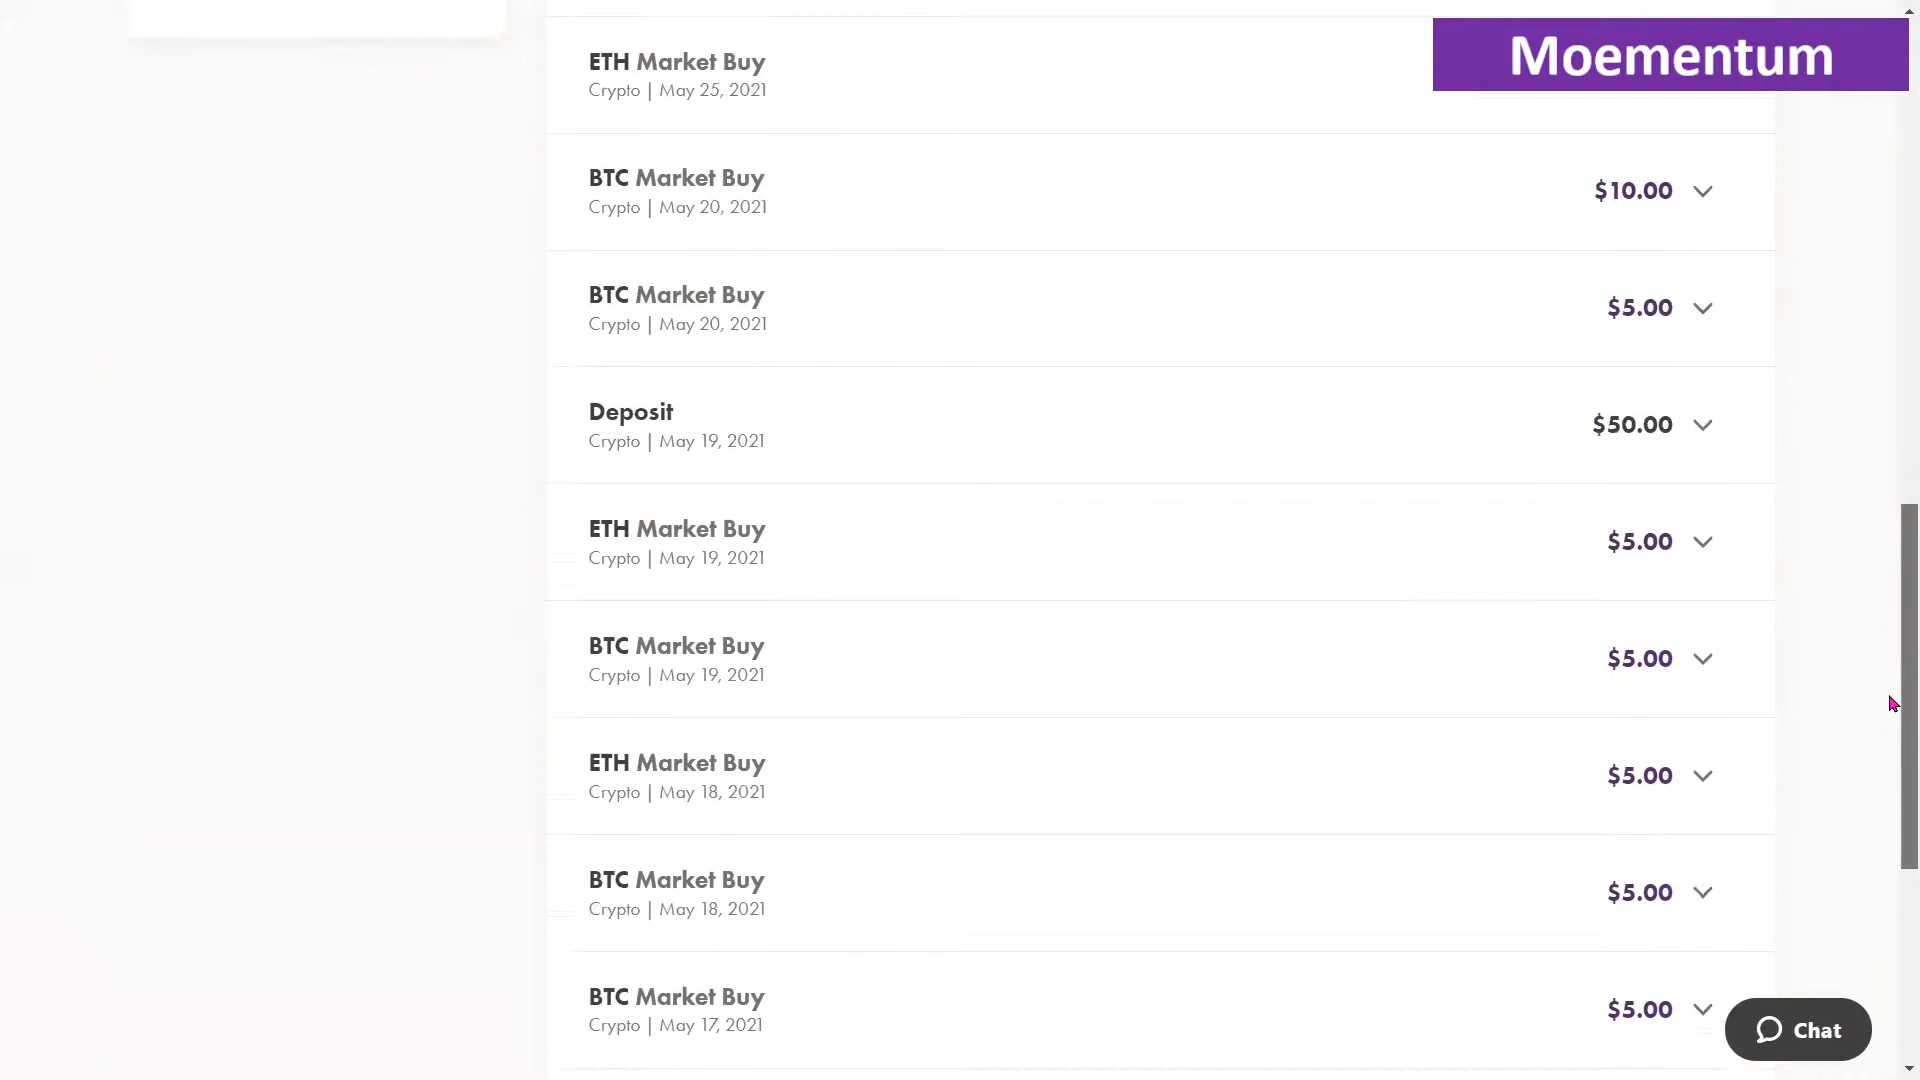 Moementum
ETH Market Buy
Crypto | May 25, 2021
BTC Market Buy
Crypto | May 20, 2021
$10.00
BTC Market Buy
Crypto | May 20, 2021
$5.00
Deposit
Crypto | May 19, 2021
$50.00
ETH Market Buy
Crypto | May 19, 2021
$5.00
BTC Market Buy
Crypto | May 19, 2021
$5.00
ETH Market Buy
Crypto | May 18, 2021
$5.00
BTC Market Buy
Crypto | May 18, 2021
$5.00
BTC Market Buy
Crypto | May 17, 2021
$5.00
Chat